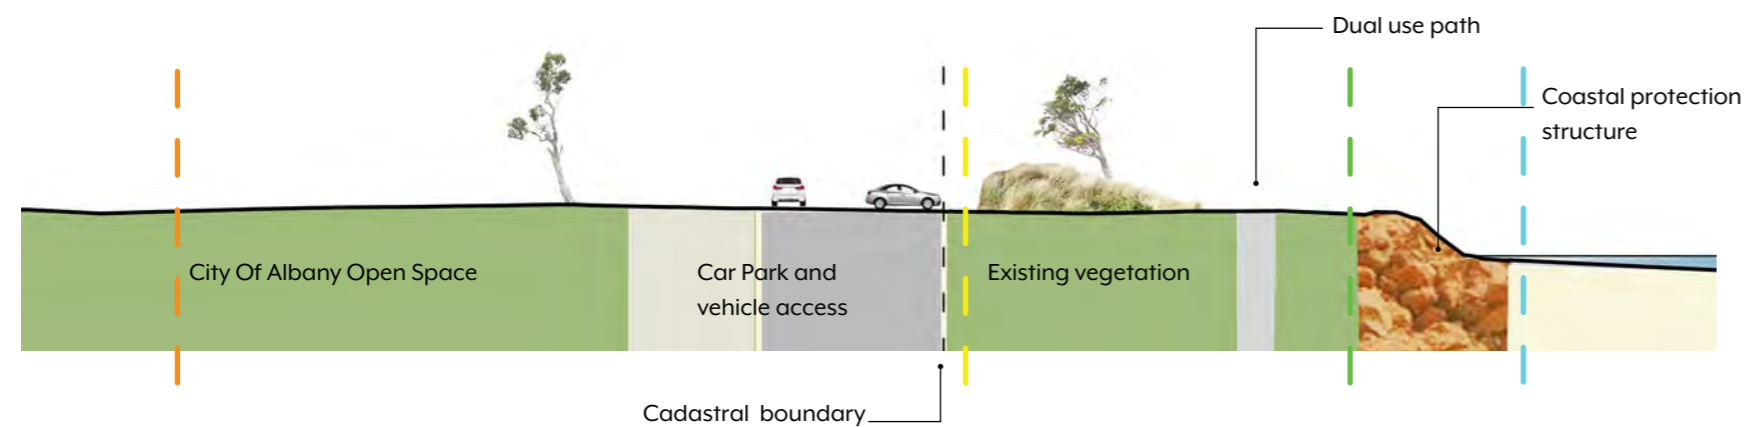 Dual use path
Coastal protection
structure
City Of Albany Open Space
Car Park and
vehicle access
Existing vegetation
Cadastral boundary